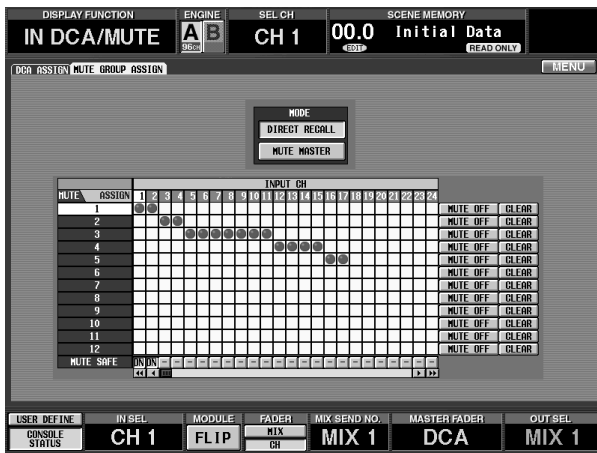 DISPLAY FUNCTION ENGINE SEL CH SCENE MEMORY
IN DCA/MUTE A B 96CH CH 1 00.0 EDIT Initial Data READ ONLY
DCA ASSIGN MUTE GROUP ASSIGN MENU
MODE
DIRECT RECALL
MUTE MASTER
INPUT CH
MUTE ASSIGN 1 2 3 4 5 6 7 8 9 10 11 12 13 14 15 16 17 18 19 20 21 22 23 24
1 MUTE OFF CLEAR
2 MUTE OFF CLEAR
3 MUTE OFF CLEAR
4 MUTE OFF CLEAR
5 MUTE OFF CLEAR
6 MUTE OFF CLEAR
7 MUTE OFF CLEAR
8 MUTE OFF CLEAR
9 MUTE OFF CLEAR
10 MUTE OFF CLEAR
11 MUTE OFF CLEAR
12 MUTE OFF CLEAR
MUTE SAFE ON ON - - - - - - - - - - - - - - - - - - - - - -
USER DEFINE IN SEL MODULE FADER MIX SEND NO. MASTER FADER OUT SEL
CONSOLE STATUS CH 1 FLIP MIX CH MIX 1 DCA MIX 1